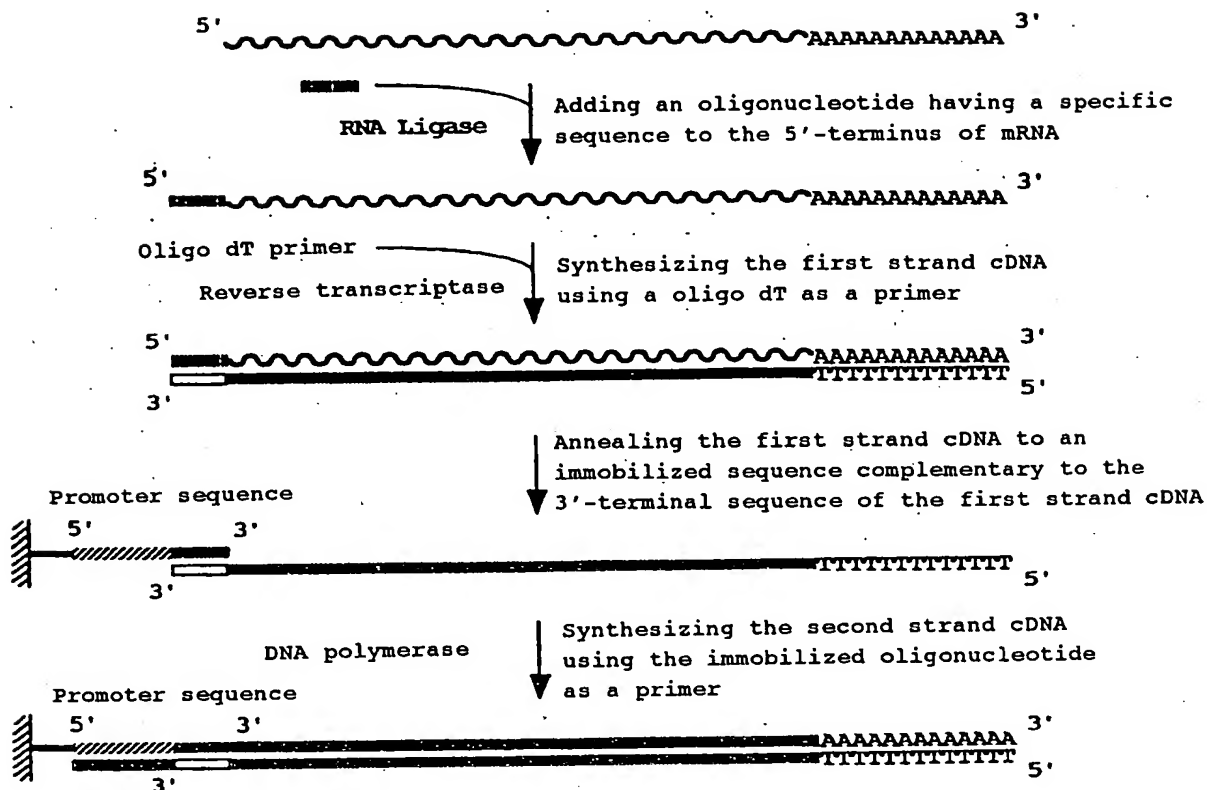 5'
3'
AAAAAAAAAAAAA
RNA Ligase
Adding an oligonucleotide having a specific
sequence to the 5'-terminus of mRNA
5'
3'
AAAAAAAAAAAAA
Oligo dT primer
Reverse transcriptase
Synthesizing the first strand cDNA
using a oligo dT as a primer
5'
3'
AAAAAAAAAAAAA
TTTTTTTTTTTTT
3'
5'
Annealing the first strand cDNA to an
immobilized sequence complementary to the
3'-terminal sequence of the first strand cDNA
Promoter sequence
5'
3'
TTTTTTTTTTTTT
3'
5'
DNA polymerase
Synthesizing the second strand cDNA
using the immobilized oligonucleotide
as a primer
Promoter sequence
5'
3'
3'
AAAAAAAAAAAAA
TTTTTTTTTTTTT
3'
5'